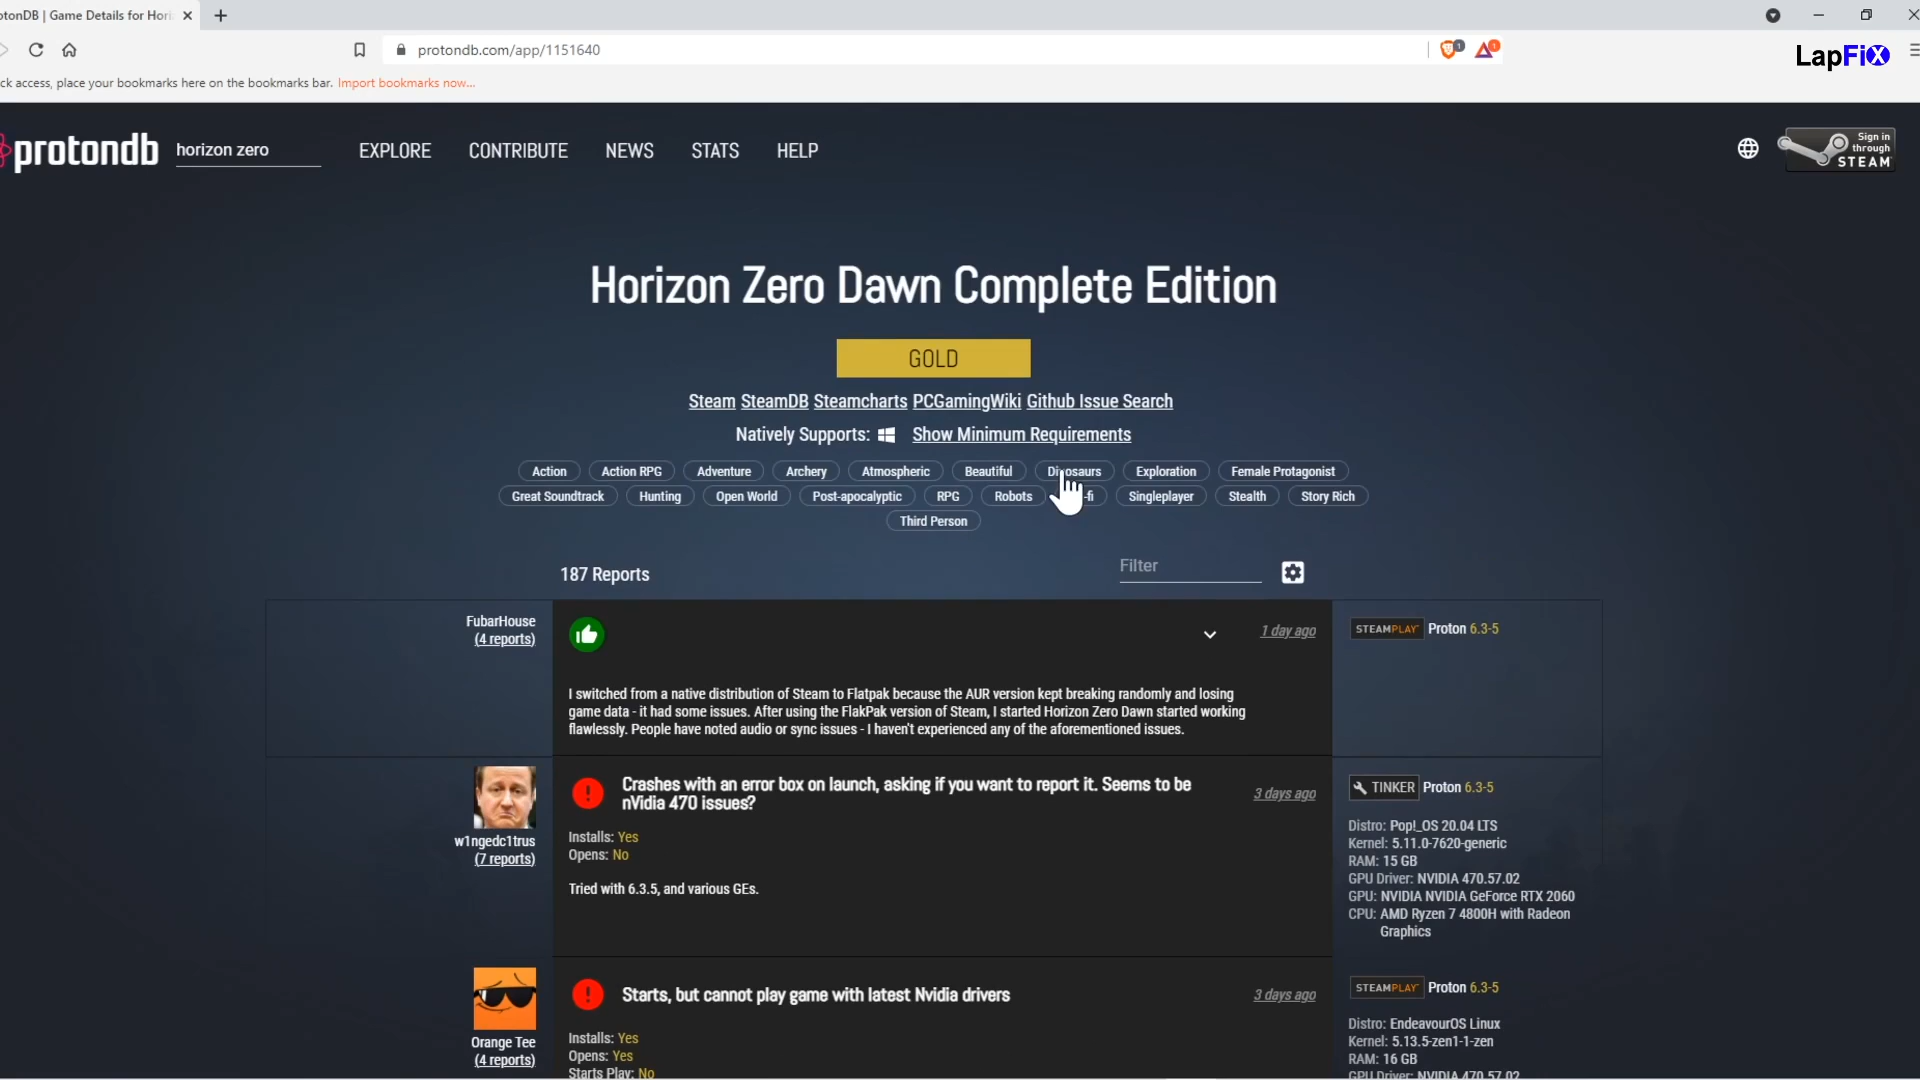 otonDB | Game Details for Hori
protondb.com/app/1151640
1
1
LapFiX
ck access, place your bookmarks here on the bookmarks bar. Import bookmarks now...
protondb
horizon zero
EXPLORE
CONTRIBUTE
NEWS
STATS
HELP
Sign in
through
STEAM
Horizon Zero Dawn Complete Edition
GOLD
Steam SteamDB Steamcharts PCGamingWiki Github Issue Search
Natively Supports: Show Minimum Requirements
Action Action RPG Adventure Archery Atmospheric Beautiful Dinosaurs Exploration Female Protagonist
Great Soundtrack Hunting Open World Post-apocalyptic RPG Robots -fi Singleplayer Stealth Story Rich
Third Person
187 Reports
Filter
FubarHouse
(4 reports)
1 day ago
STEAMPLAY Proton 6.3-5
I switched from a native distribution of Steam to Flatpak because the AUR version kept breaking randomly and losing
game data - it had some issues. After using the FlakPak version of Steam, I started Horizon Zero Dawn started working
flawlessly. People have noted audio or sync issues - I haven't experienced any of the aforementioned issues.
w1ngedc1trus
(7 reports)
Crashes with an error box on launch, asking if you want to report it. Seems to be
nVidia 470 issues?
3 days ago
Installs: Yes
Opens: No
Tried with 6.3.5, and various GEs.
TINKER Proton 6.3-5
Distro: Pop!_OS 20.04 LTS
Kernel: 5.11.0-7620-generic
RAM: 15 GB
GPU Driver: NVIDIA 470.57.02
GPU: NVIDIA NVIDIA GeForce RTX 2060
CPU: AMD Ryzen 7 4800H with Radeon
Graphics
Orange Tee
(4 reports)
Starts, but cannot play game with latest Nvidia drivers
3 days ago
Installs: Yes
Opens: Yes
Starts Play: No
STEAMPLAY Proton 6.3-5
Distro: EndeavourOS Linux
Kernel: 5.13.5-zen1-1-zen
RAM: 16 GB
GPU Driver: NVIDIA 470.57.02